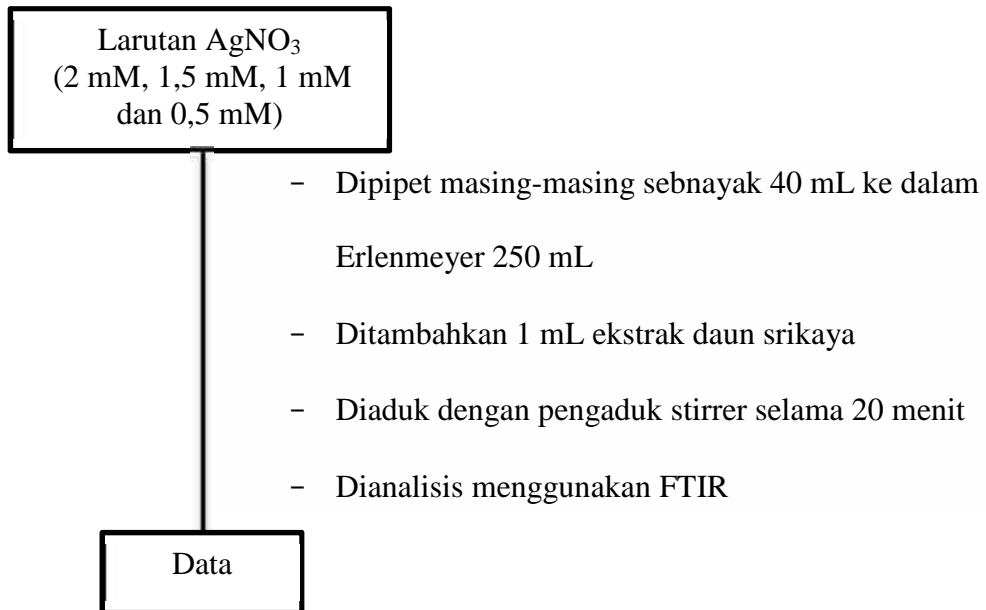 Larutan AgNO₃
(2 mM, 1,5 mM, 1 mM
dan 0,5 mM)
- Dipipet masing-masing sebnayak 40 mL ke dalam
Erlenmeyer 250 mL
- Ditambahkan 1 mL ekstrak daun srikaya
- Diaduk dengan pengaduk stirrer selama 20 menit
- Dianalisis menggunakan FTIR
Data